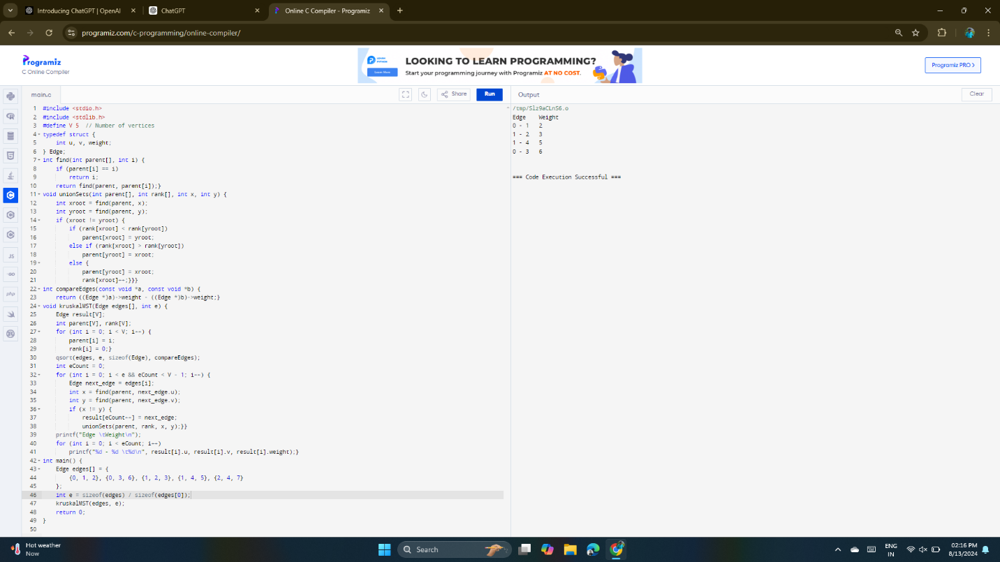 Introducing ChatGPT | OpenAI
ChatGPT
Online C Compiler - Programiz
programiz.com/c-programming/online-compiler/
Programiz
C Online Compiler
LEARN PYTHON
Learn More
LOOKING TO LEARN PROGRAMMING?
Start your programming journey with Programiz AT NO COST.
Programiz PRO >
main.c
Share
Run
Output
Clear
1 #include <stdio.h>
2 #include <stdlib.h>
3 #define V 5  // Number of vertices
4 typedef struct {
5     int u, v, weight;
6 } Edge;
7 int find(int parent[], int i) {
8     if (parent[i] == i)
9         return i;
10     return find(parent, parent[i]);}
11 void unionSets(int parent[], int rank[], int x, int y) {
12     int xroot = find(parent, x);
13     int yroot = find(parent, y);
14     if (xroot != yroot) {
15         if (rank[xroot] < rank[yroot])
16             parent[xroot] = yroot;
17         else if (rank[xroot] > rank[yroot])
18             parent[yroot] = xroot;
19         else {
20             parent[yroot] = xroot;
21             rank[xroot]++;}}}
22 int compareEdges(const void *a, const void *b) {
23     return ((Edge *)a)->weight - ((Edge *)b)->weight;}
24 void kruskalMST(Edge edges[], int e) {
25     Edge result[V];
26     int parent[V], rank[V];
27     for (int i = 0; i < V; i++) {
28         parent[i] = i;
29         rank[i] = 0;}
30     qsort(edges, e, sizeof(Edge), compareEdges);
31     int eCount = 0;
32     for (int i = 0; i < e && eCount < V - 1; i++) {
33         Edge next_edge = edges[i];
34         int x = find(parent, next_edge.u);
35         int y = find(parent, next_edge.v);
36         if (x != y) {
37             result[eCount++] = next_edge;
38             unionSets(parent, rank, x, y);}}
39     printf("Edge \tWeight\n");
40     for (int i = 0; i < eCount; i++)
41         printf("%d - %d \t%d\n", result[i].u, result[i].v, result[i].weight);}
42 int main() {
43     Edge edges[] = {
44         {0, 1, 2}, {0, 3, 6}, {1, 2, 3}, {1, 4, 5}, {2, 4, 7}
45     };
46     int e = sizeof(edges) / sizeof(edges[0]);
47     kruskalMST(edges, e);
48     return 0;
49 }
50
/tmp/Slz9aCLnS6.o
Edge    Weight
0 - 1   2
1 - 2   3
1 - 4   5
0 - 3   6
=== Code Execution Successful ===
JS
GO
php
Hot weather
Now
Search
ENG
IN
02:16 PM
8/13/2024